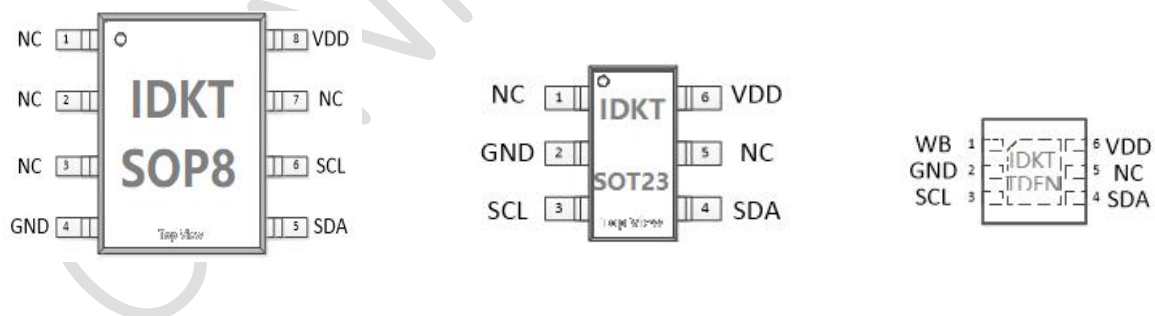 NC 1 8 VDD
NC 2 7 NC
NC 3 6 SCL
GND 4 5 SDA
IDKT
SOP8
Top View
NC 1 6 VDD
GND 2 5 NC
SCL 3 4 SDA
IDKT
SOT23
WB 1 6 VDD
GND 2 5 NC
SCL 3 4 SDA
IDKT
TDFN